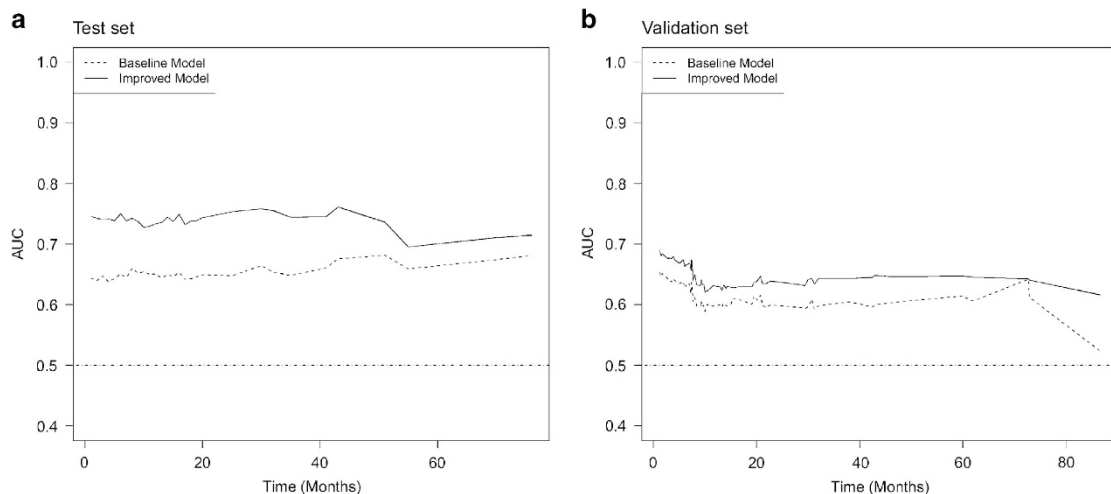 a
Test set
Baseline Model
Improved Model
1.0
0.9
0.8
0.7
0.6
0.5
0.4
AUC
0
20
40
60
Time (Months)
b
Validation set
Baseline Model
Improved Model
1.0
0.9
0.8
0.7
0.6
0.5
0.4
AUC
0
20
40
60
80
Time (Months)